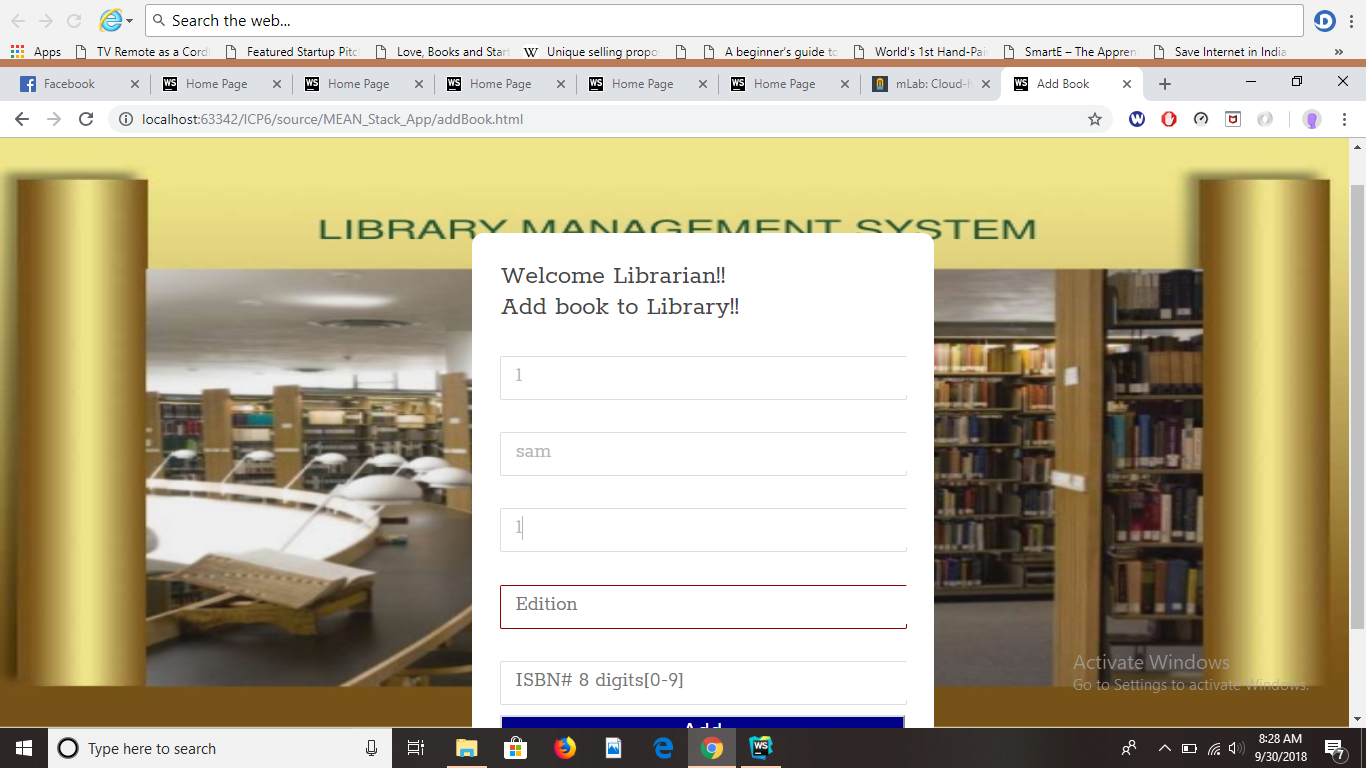 Search the web...
Apps TV Remote as a Cord Featured Startup Pitc Love, Books and Start Unique selling propo A beginner's guide to World's 1st Hand-Pai SmartE – The Appren Save Internet in India »
Facebook Home Page Home Page Home Page Home Page Home Page mLab: Cloud-h Add Book
localhost:63342/ICP6/source/MEAN_Stack_App/addBook.html
LIBRARY MANAGEMENT SYSTEM
Welcome Librarian!!
Add book to Library!!
1
sam
1
Edition
ISBN# 8 digits[0-9]
Add
Activate Windows
Go to Settings to activate Windows.
Type here to search
8:28 AM
9/30/2018
7